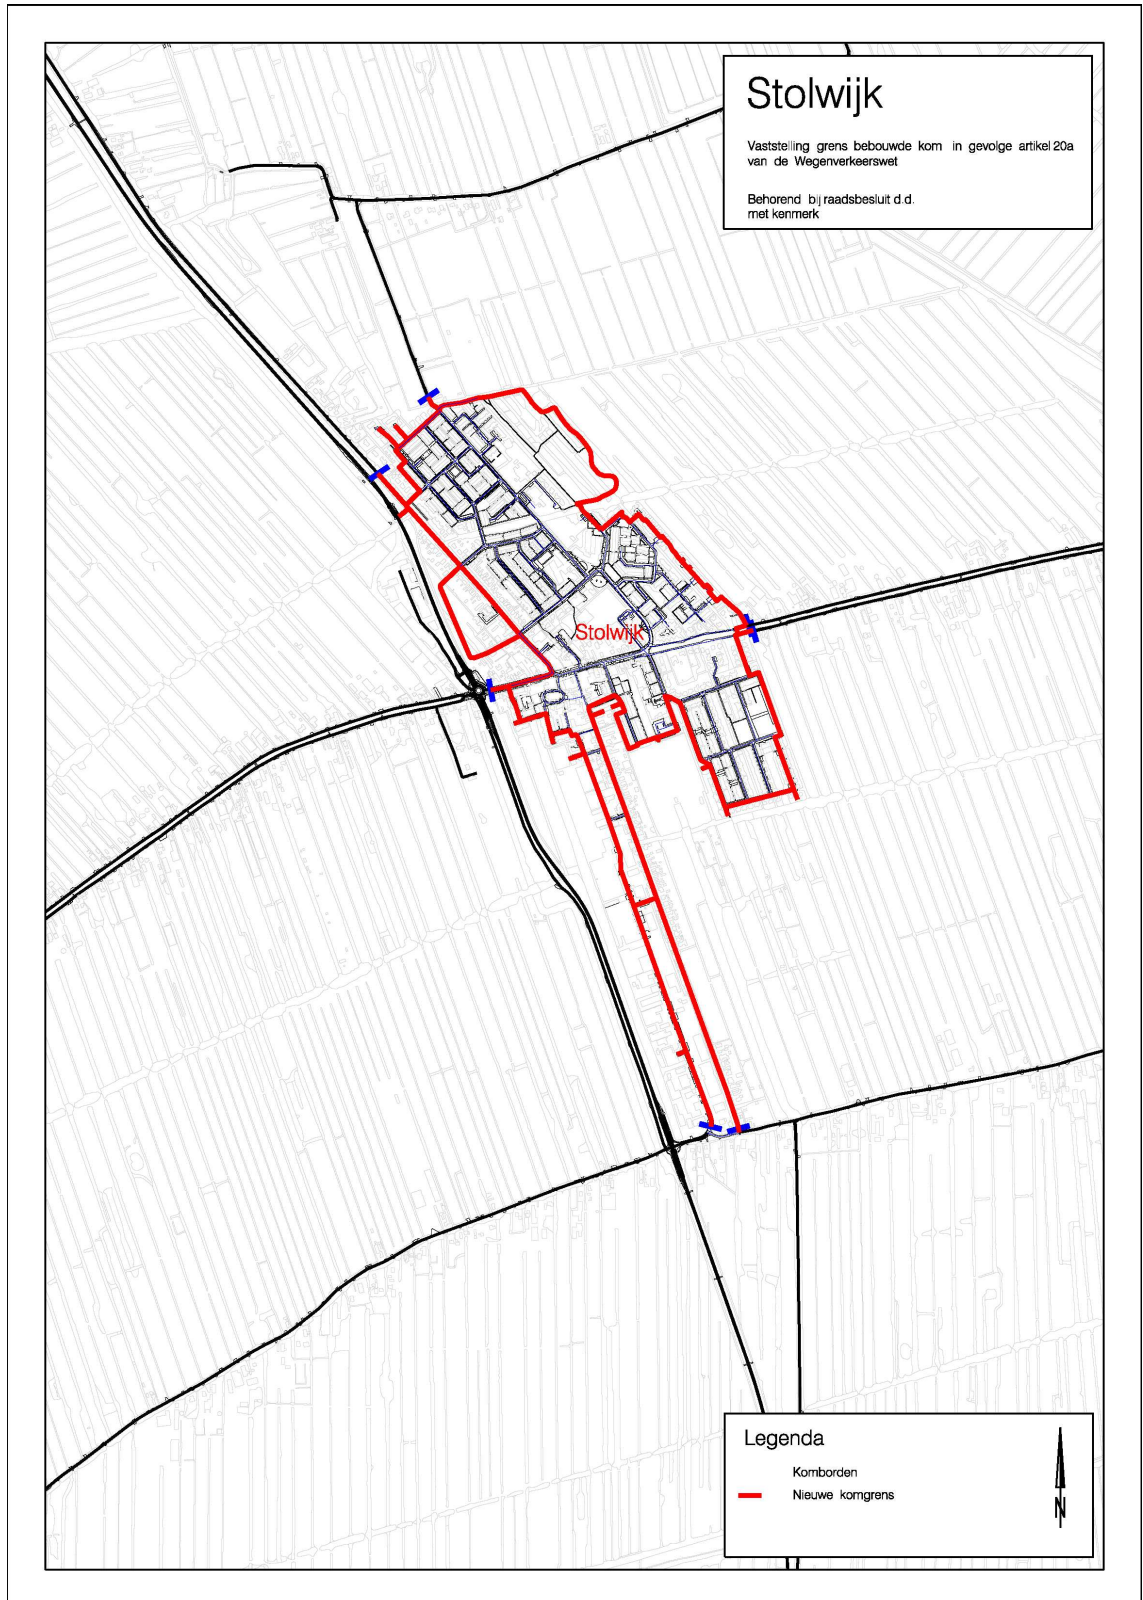 Stolwijk
Vaststelling grens bebouwde kom in gevolge artikel 20a
van de Wegenverkeerswet
Behorend bij raadsbesluit d.d.
met kenmerk
Stolwijk
Legenda
Komborden
Nieuwe komgrens
N